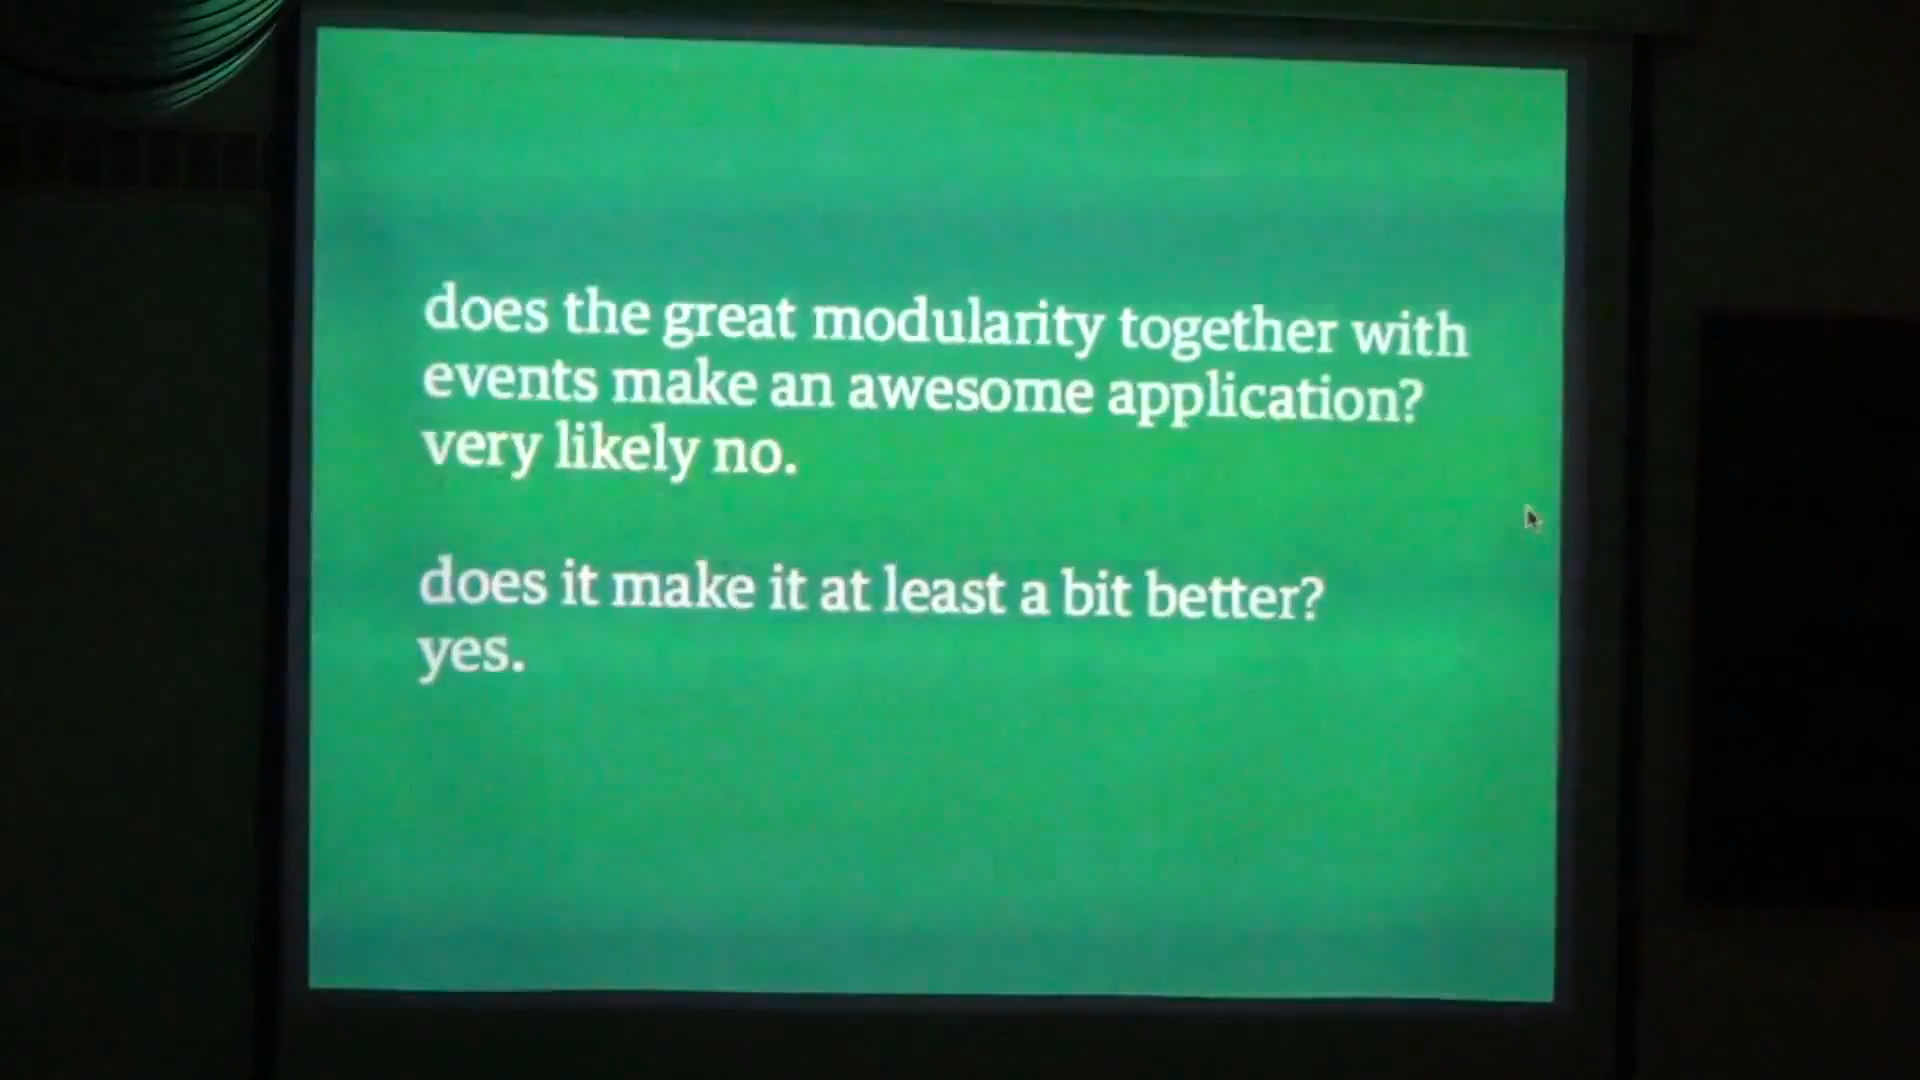 does the great modularity together with
events make an awesome application?
very likely no.
does it make it at least a bit better?
yes.